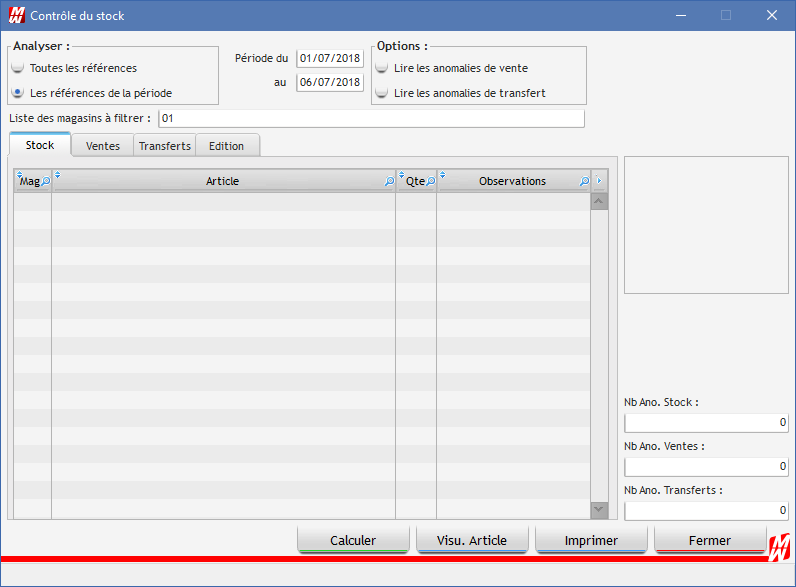 MW Contrôle du stock
Analyser :
Toutes les références
Les références de la période
Période du 01/07/2018
au 06/07/2018
Options :
Lire les anomalies de vente
Lire les anomalies de transfert
Liste des magasins à filtrer : 01
Stock Ventes Transferts Edition
Mag Article Qte Observations
Nb Ano. Stock :
0
Nb Ano. Ventes :
0
Nb Ano. Transferts :
0
Calculer Visu. Article Imprimer Fermer
MW